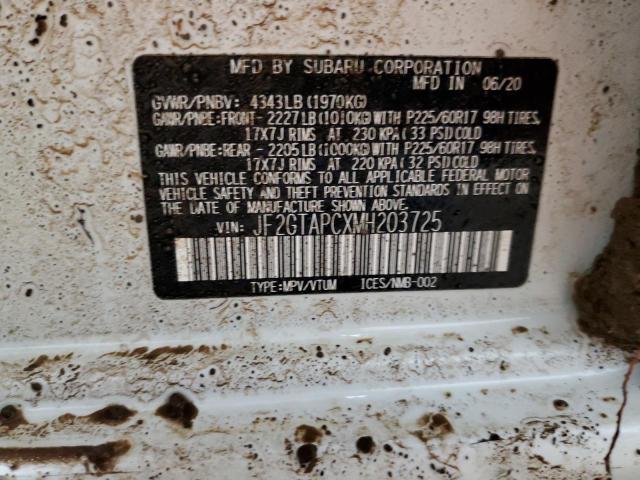 MFD BY SUBARU CORPORATION
MFD IN 06/20
GVWR/PNBV: 4343LB(1970KG)
GAWR/PNBE:FRONT- 2227LB(1010KG)WITH P225/60R17 98H TIRES,
17X7J RIMS AT 230 KPA(33 PSI)COLD
GAWR/PNBE:REAR - 2205LB(1000KG)WITH P225/60R17 98H TIRES,
17X7J RIMS AT 220 KPA(32 PSI)COLD
THIS VEHICLE CONFORMS TO ALL APPLICABLE FEDERAL MOTOR
VEHICLE SAFETY AND THEFT PREVENTION STANDARDS IN EFFECT ON
THE DATE OF MANUFACTURE SHOWN ABOVE.
VIN: JF2GTAPCXMH203725
TYPE:MPV/VTUM ICES/NMB-002